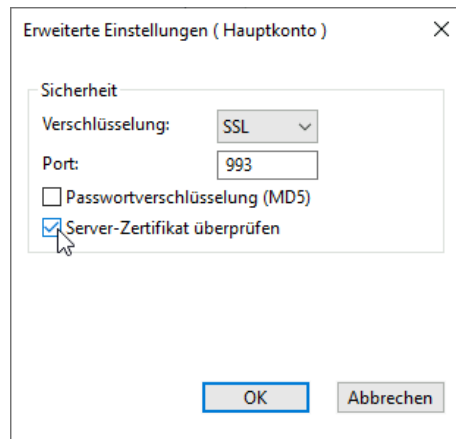 Erweiterte Einstellungen ( Hauptkonto )
Sicherheit
Verschlüsselung: SSL
Port: 993
Passwortverschlüsselung (MD5)
Server-Zertifikat überprüfen
OK Abbrechen